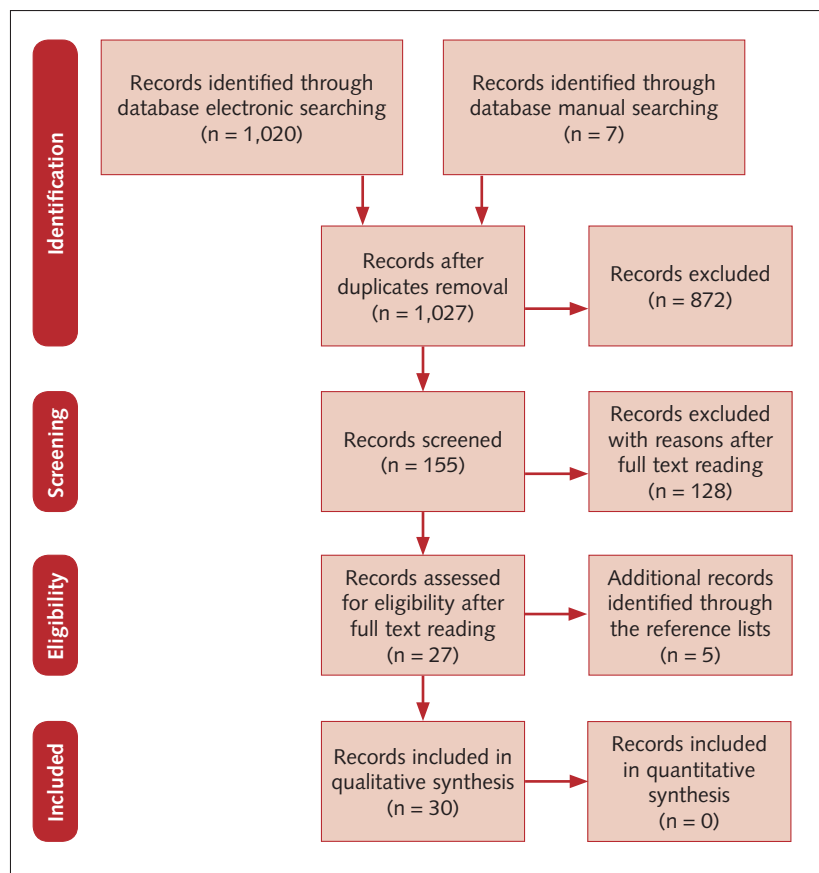 Identification
Records identified through
database electronic searching
(n = 1,020)
Records identified through
database manual searching
(n = 7)
Records after
duplicates removal
(n = 1,027)
Records excluded
(n = 872)
Screening
Records screened
(n = 155)
Records excluded
with reasons after
full text reading
(n = 128)
Eligibility
Records assessed
for eligibility after
full text reading
(n = 27)
Additional records
identified through
the reference lists
(n = 5)
Included
Records included in
qualitative synthesis
(n = 30)
Records included
in quantitative
synthesis
(n = 0)